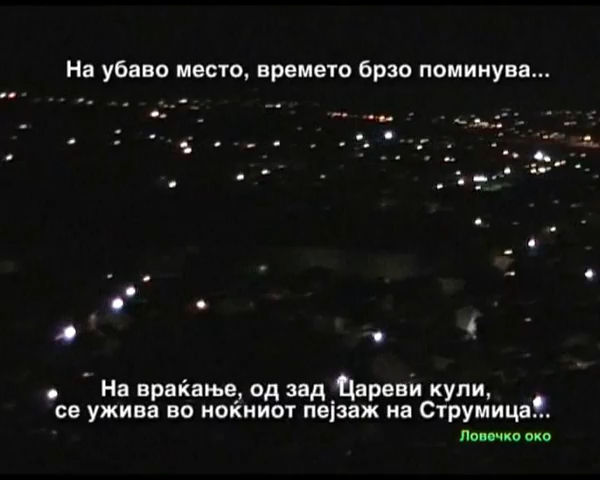 На убаво место, времето брзо поминува...
На враќање, од зад Цареви кули,
се ужива во ноќниот пејзаж на Струмица...
Ловечко око